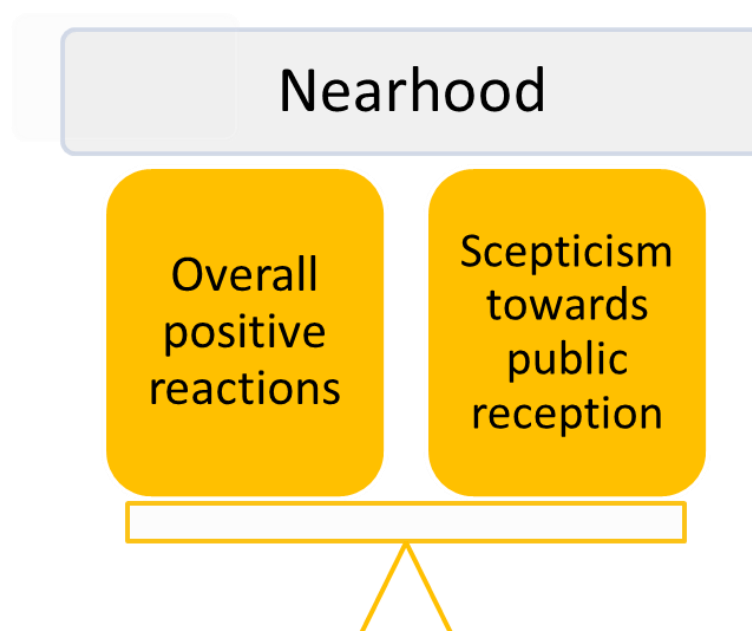 Nearhood
Overall
positive
reactions
Scepticism
towards
public
reception